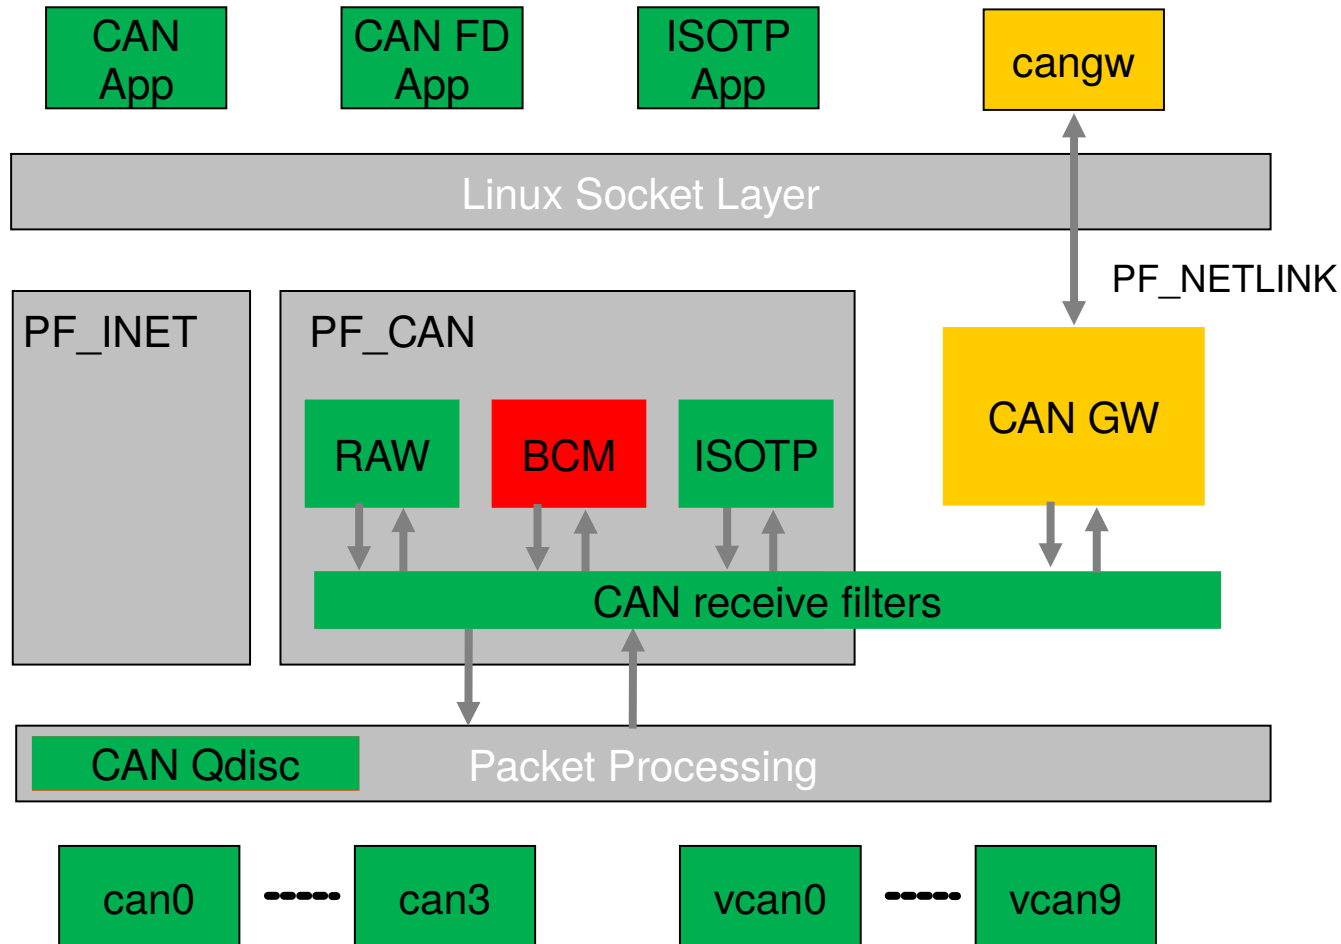 CAN
App
CAN FD
App
ISOTP
App
cangw
Linux Socket Layer
PF_NETLINK
PF_INET
PF_CAN
CAN GW
RAW
BCM
ISOTP
CAN receive filters
CAN Qdisc
Packet Processing
can0
can3
vcan0
vcan9